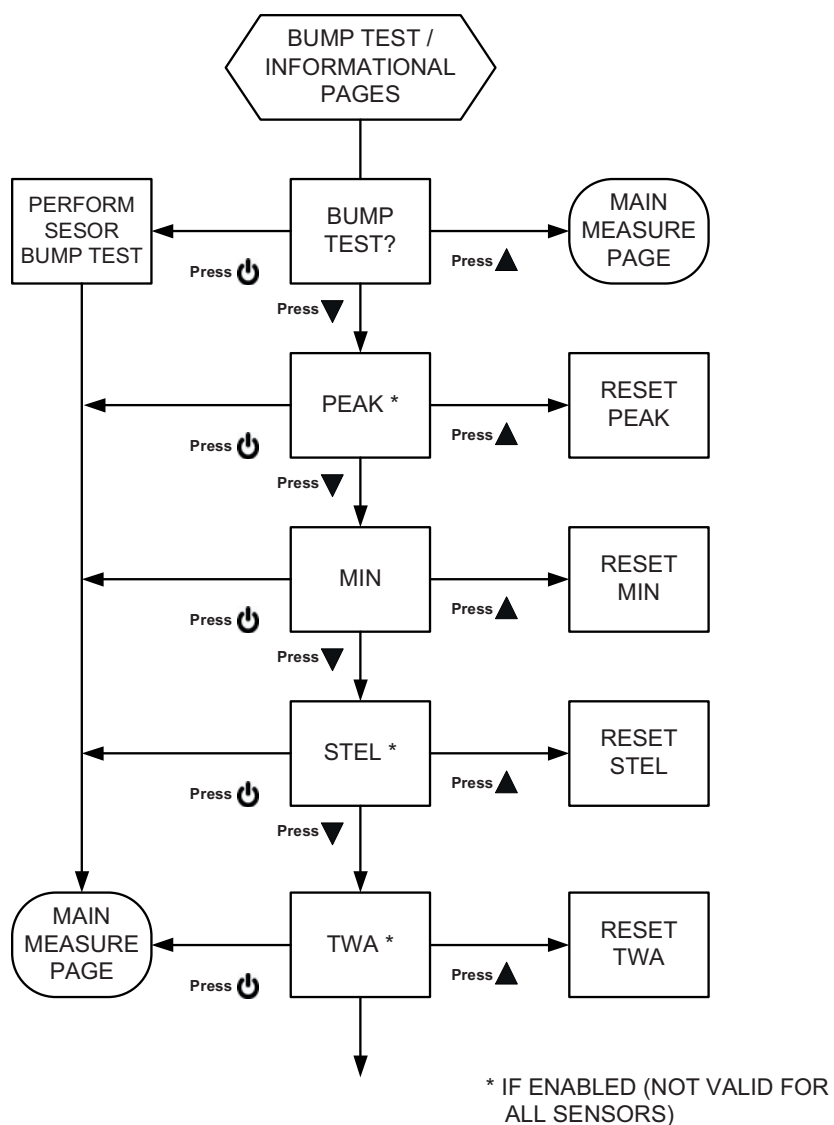 BUMP TEST /
INFORMATIONAL
PAGES
PERFORM
SESOR
BUMP TEST
BUMP
TEST?
MAIN
MEASURE
PAGE
Press
Press
Press
PEAK *
RESET
PEAK
Press
Press
Press
MIN
RESET
MIN
Press
Press
Press
STEL *
RESET
STEL
Press
Press
Press
MAIN
MEASURE
PAGE
TWA *
RESET
TWA
Press
Press
* IF ENABLED (NOT VALID FOR
ALL SENSORS)